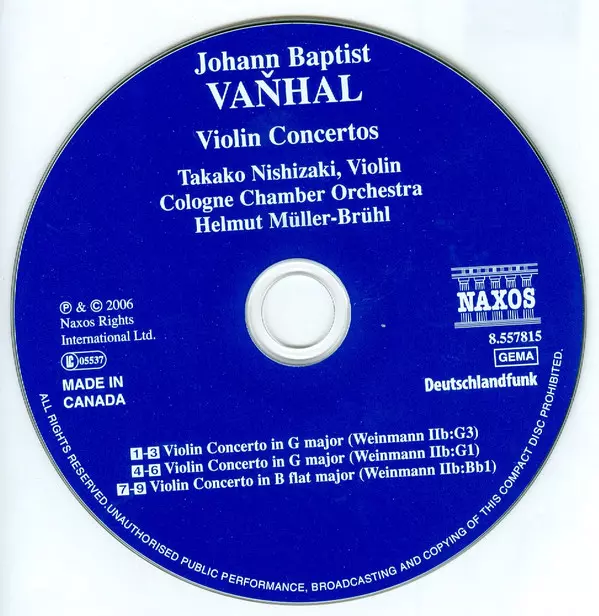 Johann Baptist
VAŇHAL
Violin Concertos
Takako Nishizaki, Violin
Cologne Chamber Orchestra
Helmut Müller-Brühl
℗ & © 2006
Naxos Rights
International Ltd.
LC 05537
MADE IN
CANADA
NAXOS
8.557815
GEMA
Deutschlandfunk
1-3 Violin Concerto in G major (Weinmann IIb:G3)
4-6 Violin Concerto in G major (Weinmann IIb:G1)
7-9 Violin Concerto in B flat major (Weinmann IIb:Bb1)
ALL RIGHTS RESERVED.UNAUTHORISED PUBLIC PERFORMANCE, BROADCASTING AND COPYING OF THIS COMPACT DISC PROHIBITED.